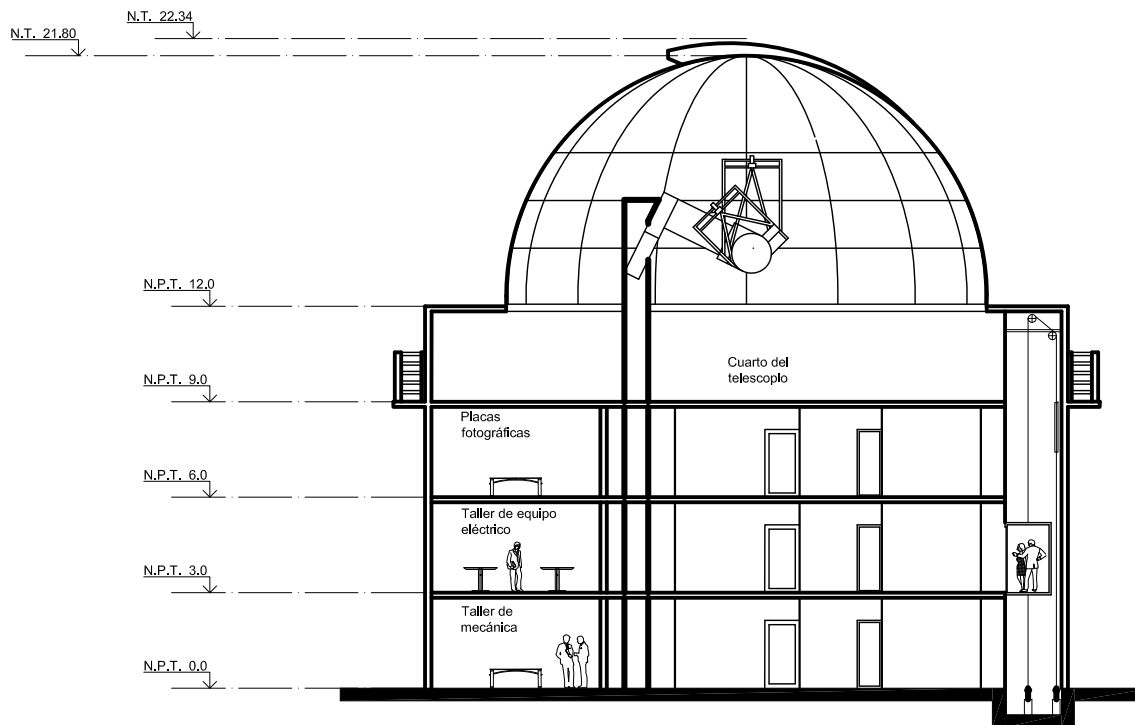 N.T. 22.34
N.T. 21.80
N.P.T. 12.0
Cuarto del
telescopIo
N.P.T. 9.0
Placas
fotográficas
N.P.T. 6.0
Taller de equipo
eléctrico
N.P.T. 3.0
Taller de
mecánica
N.P.T. 0.0